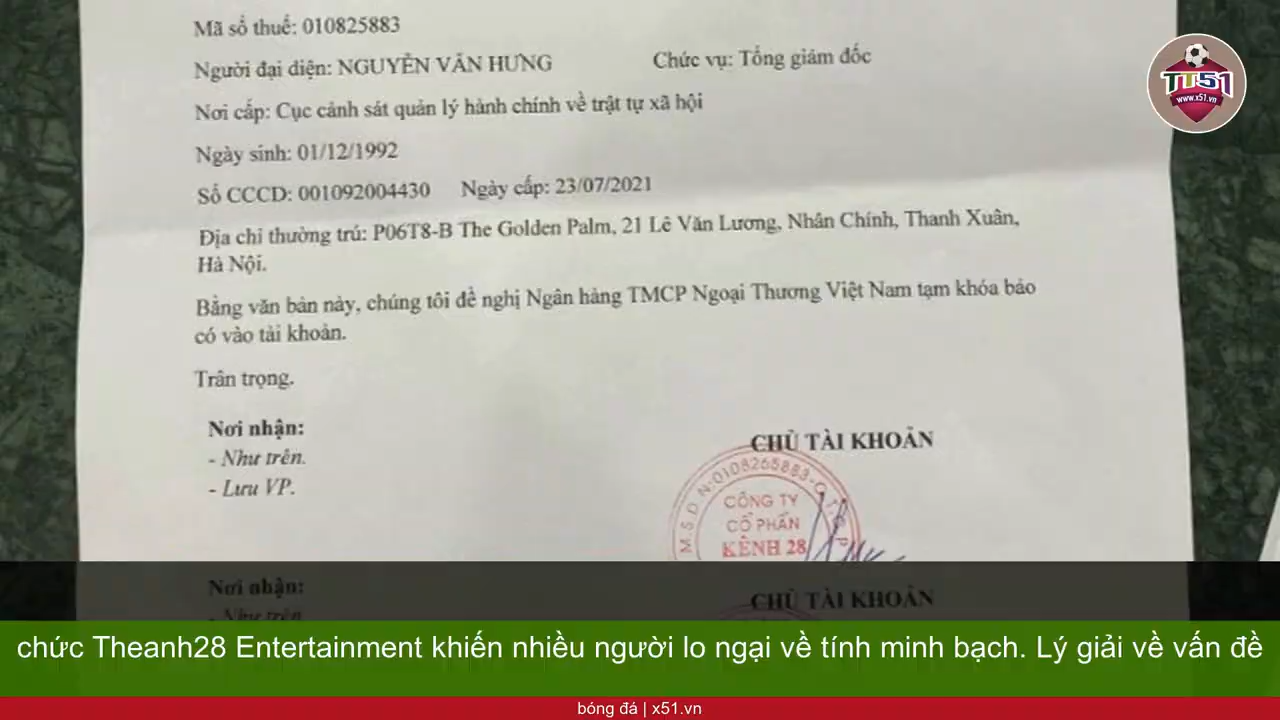 Mã số thuế: 010825883
Người đại diện: NGUYỄN VĂN HƯNG Chức vụ: Tổng giám đốc
Nơi cấp: Cục cảnh sát quản lý hành chính về trật tự xã hội
Ngày sinh: 01/12/1992
Số CCCD: 001092004430 Ngày cấp: 23/07/2021
Địa chỉ thường trú: P06T8-B The Golden Palm, 21 Lê Văn Lương, Nhân Chính, Thanh Xuân,
Hà Nội.
Bằng văn bản này, chúng tôi đề nghị Ngân hàng TMCP Ngoại Thương Việt Nam tạm khóa báo
có vào tài khoản.
Trân trọng.
Nơi nhận:
- Như trên.
- Lưu VP.
CHỦ TÀI KHOẢN
M.S.D.N:0108265883-C.T.C.P
CÔNG TY
CỔ PHẦN
KÊNH 28
Nơi nhận:
- Như trên
CHỦ TÀI KHOẢN
TT51
www.x51.vn
chức Theanh28 Entertainment khiến nhiều người lo ngại về tính minh bạch. Lý giải về vấn đề
bóng đá | x51.vn